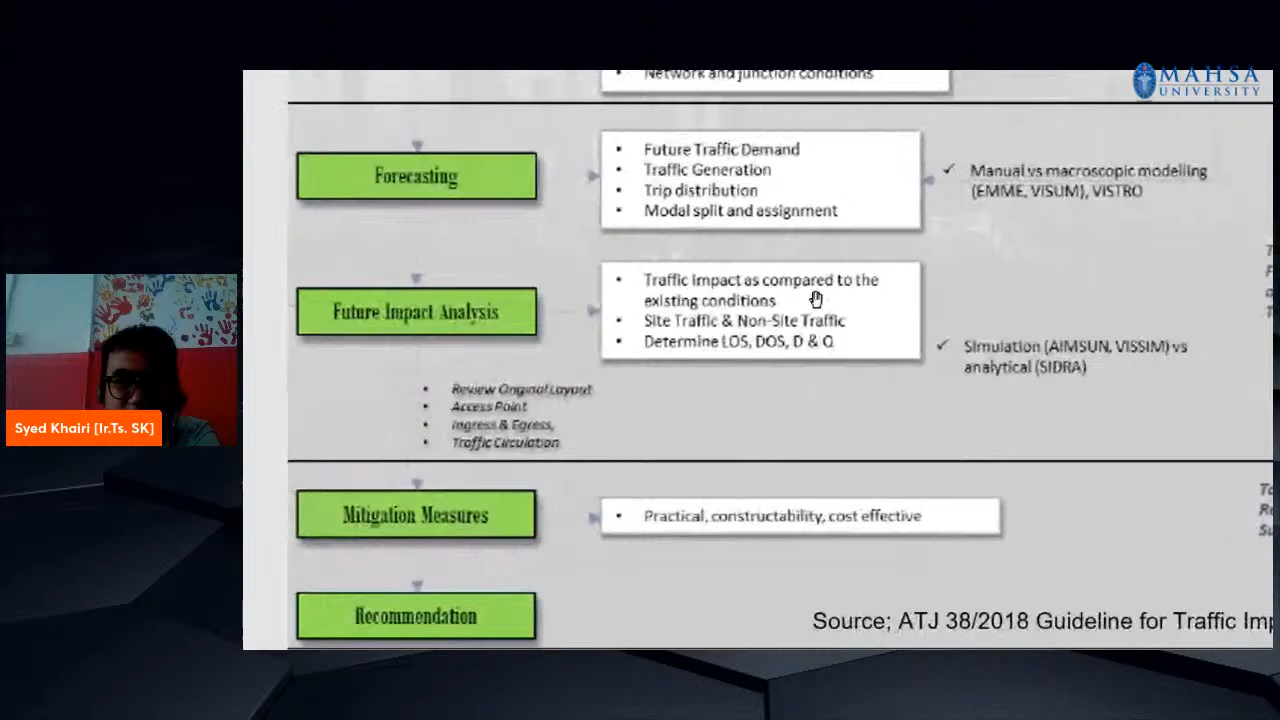 Network and junction conditions
MAHSA
UNIVERSITY
Forecasting
• Future Traffic Demand
• Traffic Generation
• Trip distribution
• Modal split and assignment
✓ Manual vs macroscopic modelling
(EMME, VISUM), VISTRO
Future Impact Analysis
• Traffic Impact as compared to the
existing conditions
• Site Traffic & Non-Site Traffic
• Determine LOS, DOS, D & Q
✓ Simulation (AIMSUN, VISSIM) vs
analytical (SIDRA)
• Review Original Layout
• Access Point
• Ingress & Egress,
• Traffic Circulation
Syed Khairi [Ir.Ts. SK]
Mitigation Measures
• Practical, constructability, cost effective
Recommendation
Source; ATJ 38/2018 Guideline for Traffic Imp